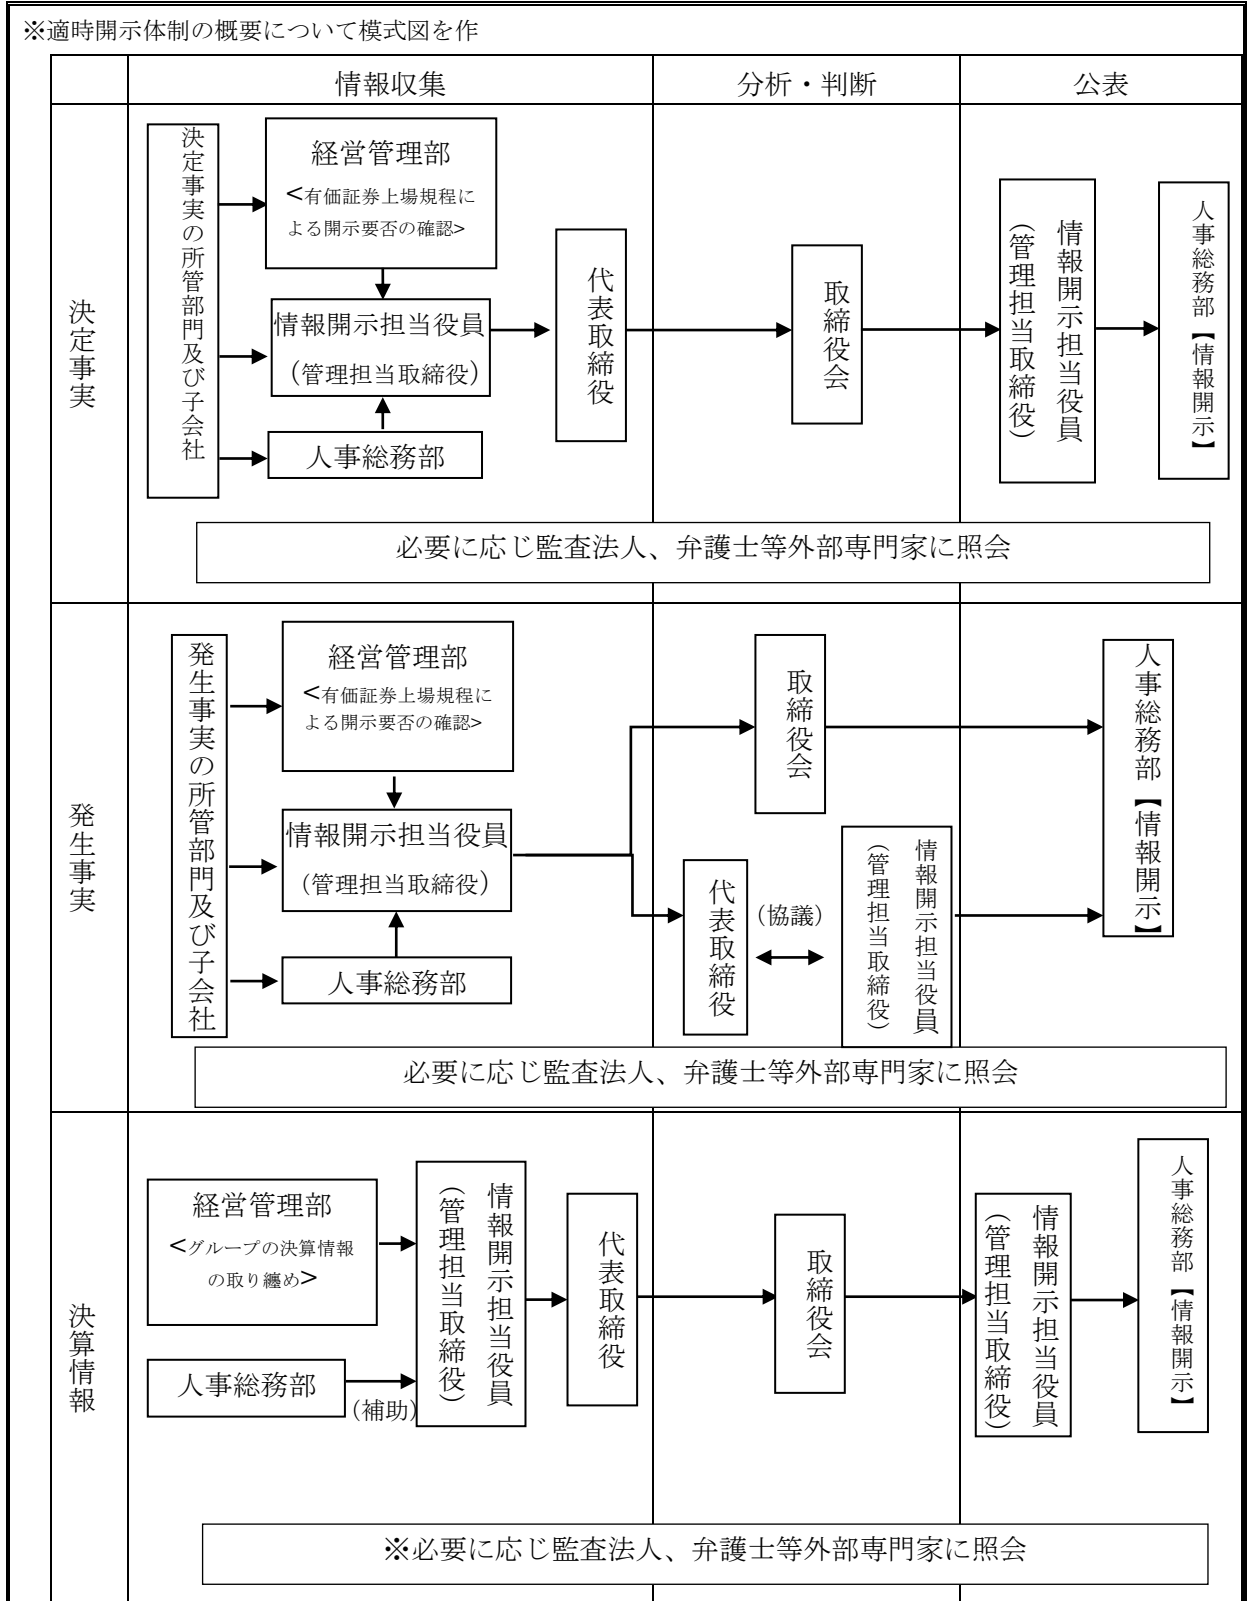 ※適時開示体制の概要について模式図を作
情報収集
分析・判断
公表
決定事実
決定事実の所管部門及び子会社
経営管理部
<有価証券上場規程に
よる開示要否の確認>
情報開示担当役員
(管理担当取締役)
人事総務部
代表取締役
取締役会
情報開示担当役員
(管理担当取締役)
人事総務部【情報開示】
必要に応じ監査法人、弁護士等外部専門家に照会
発生事実
発生事実の所管部門及び子会社
経営管理部
<有価証券上場規程に
よる開示要否の確認>
情報開示担当役員
(管理担当取締役)
人事総務部
取締役会
代表取締役
(協議)
情報開示担当役員
(管理担当取締役)
人事総務部【情報開示】
必要に応じ監査法人、弁護士等外部専門家に照会
決算情報
経営管理部
<グループの決算情報
の取り纏め>
人事総務部
(補助)
情報開示担当役員
(管理担当取締役)
代表取締役
取締役会
情報開示担当役員
(管理担当取締役)
人事総務部【情報開示】
※必要に応じ監査法人、弁護士等外部専門家に照会